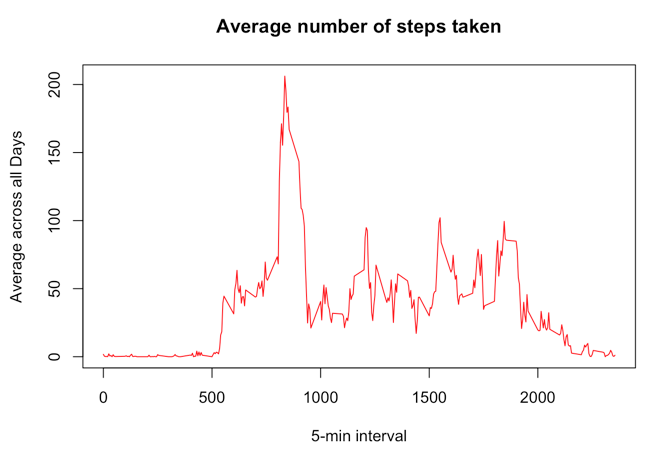 Average number of steps taken
Average across all Days
200
150
100
50
0
0 500 1000 1500 2000
5-min interval